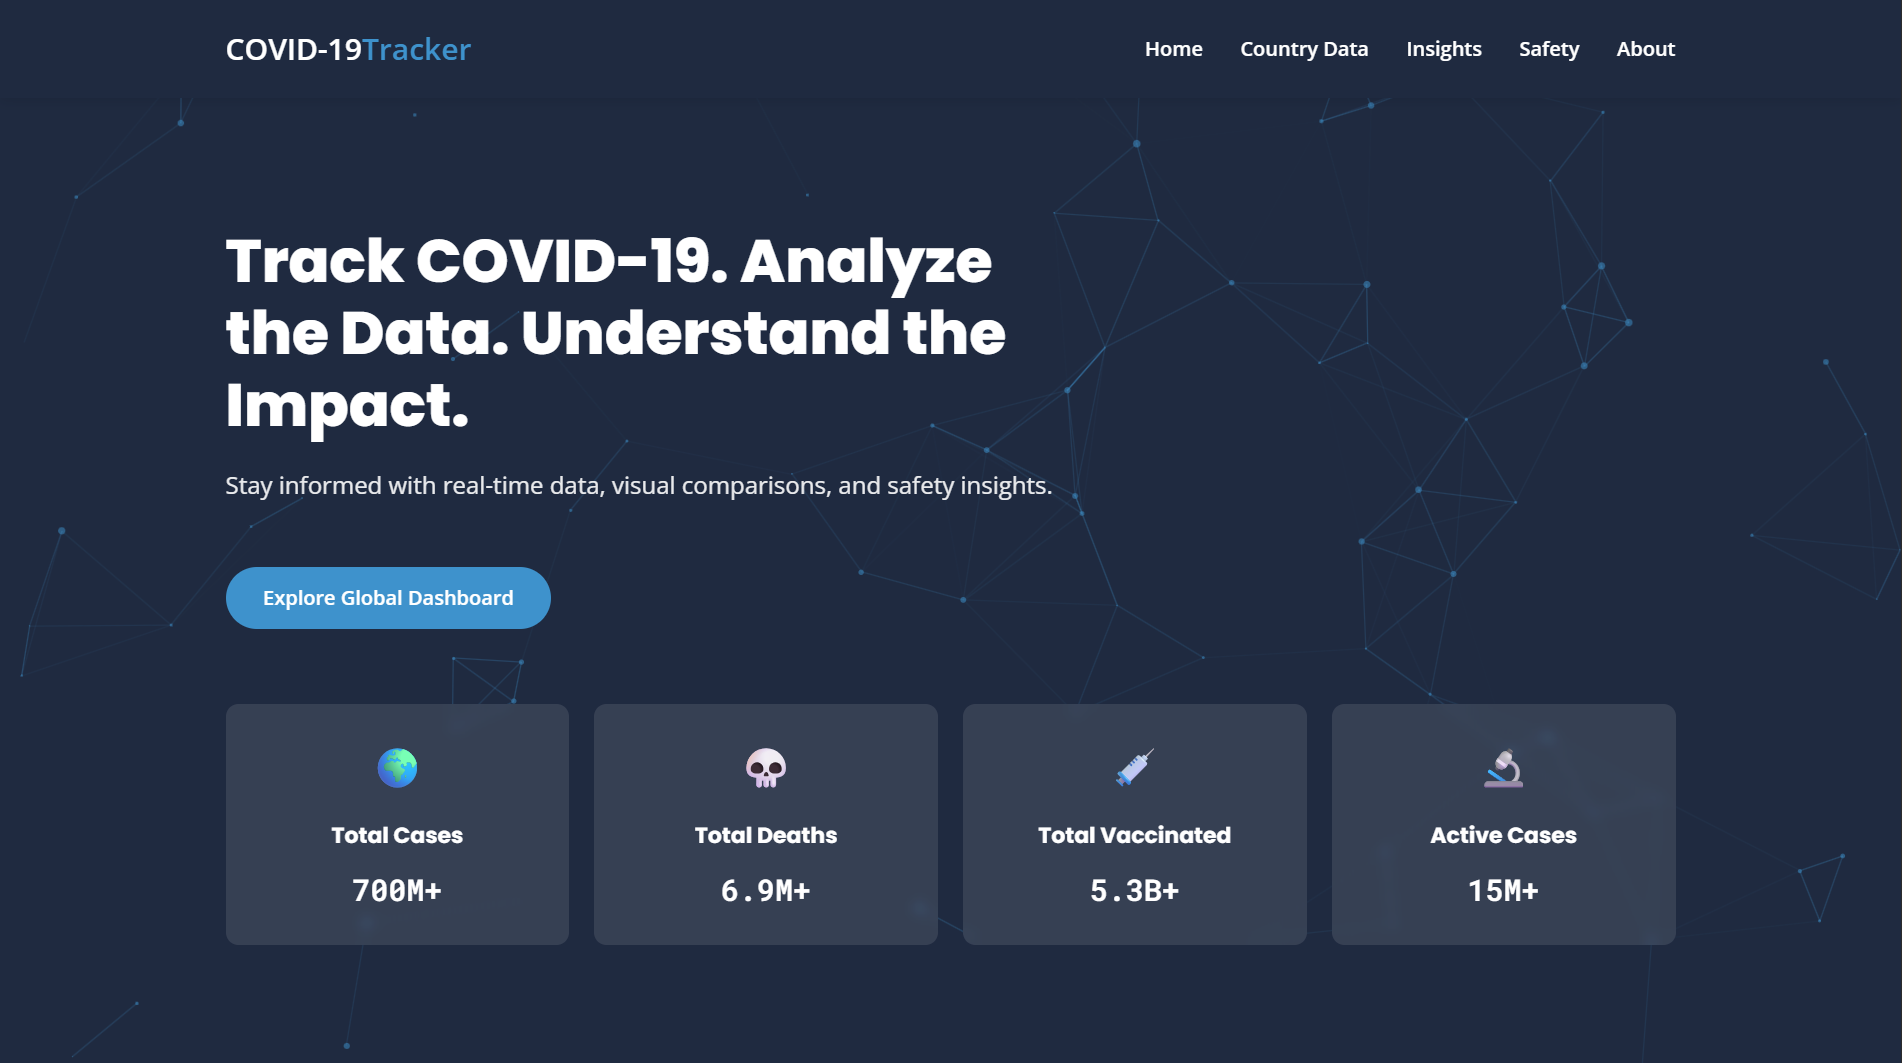 COVID-19Tracker
Home Country Data Insights Safety About
Track COVID-19. Analyze
the Data. Understand the
Impact.
Stay informed with real-time data, visual comparisons, and safety insights.
Explore Global Dashboard
Total Cases
700M+
Total Deaths
6.9M+
Total Vaccinated
5.3B+
Active Cases
15M+